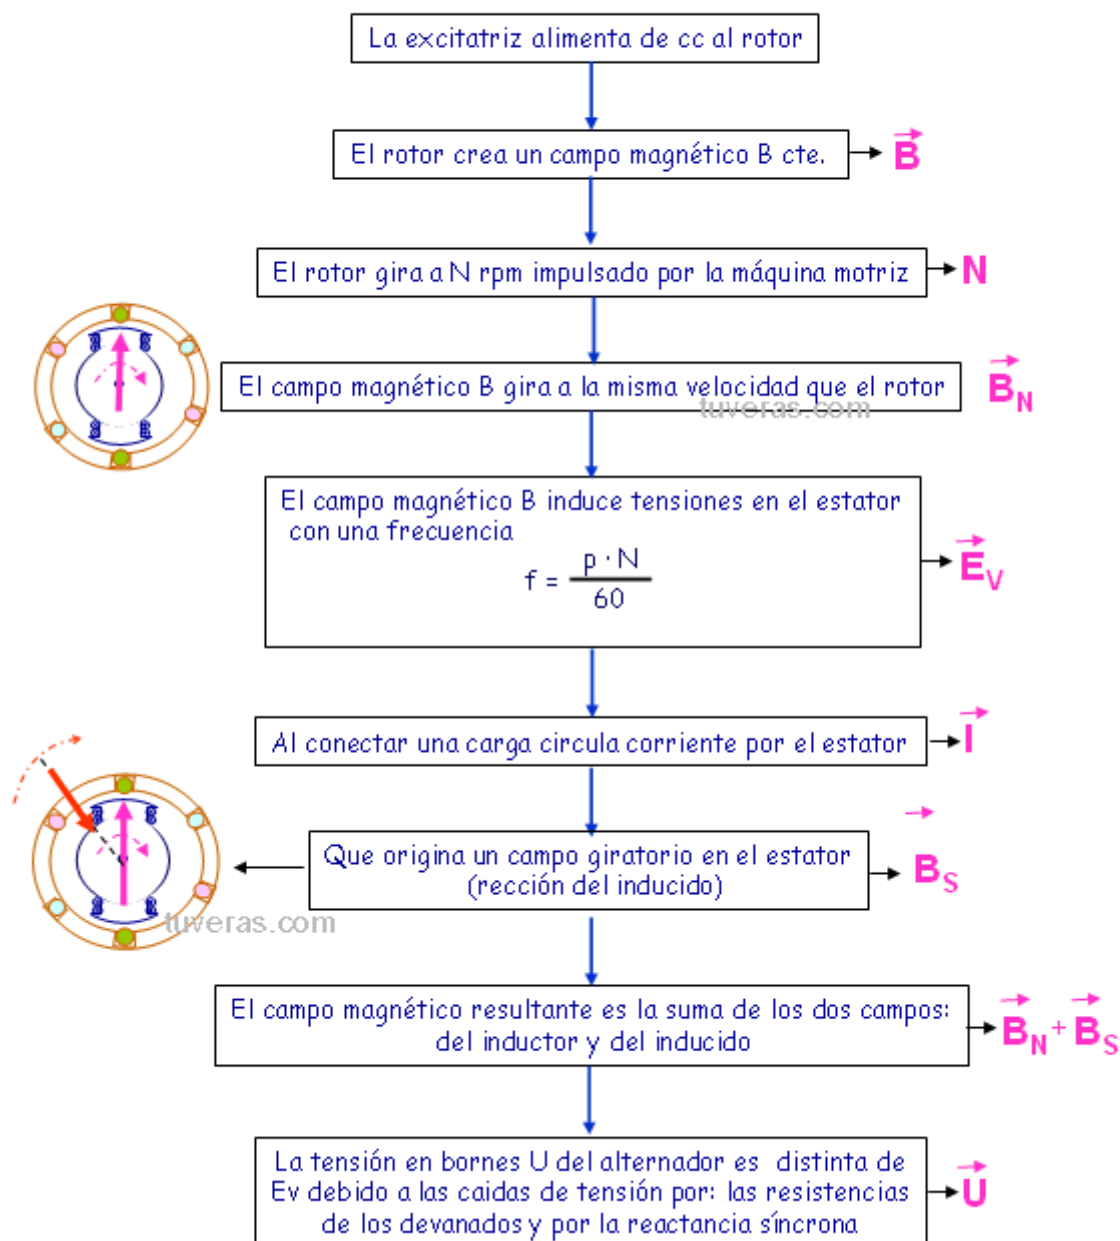 La excitatriz alimenta de cc al rotor
El rotor crea un campo magnético B cte.
B
El rotor gira a N rpm impulsado por la máquina motriz
N
El campo magnético B gira a la misma velocidad que el rotor
B_N
tuveras.com
El campo magnético B induce tensiones en el estator
con una frecuencia
f = p · N / 60
E_V
Al conectar una carga circula corriente por el estator
I
Que origina un campo giratorio en el estator
(rección del inducido)
B_S
tuveras.com
El campo magnético resultante es la suma de los dos campos:
del inductor y del inducido
B_N + B_S
La tensión en bornes U del alternador es distinta de
Ev debido a las caidas de tensión por: las resistencias
de los devanados y por la reactancia síncrona
U